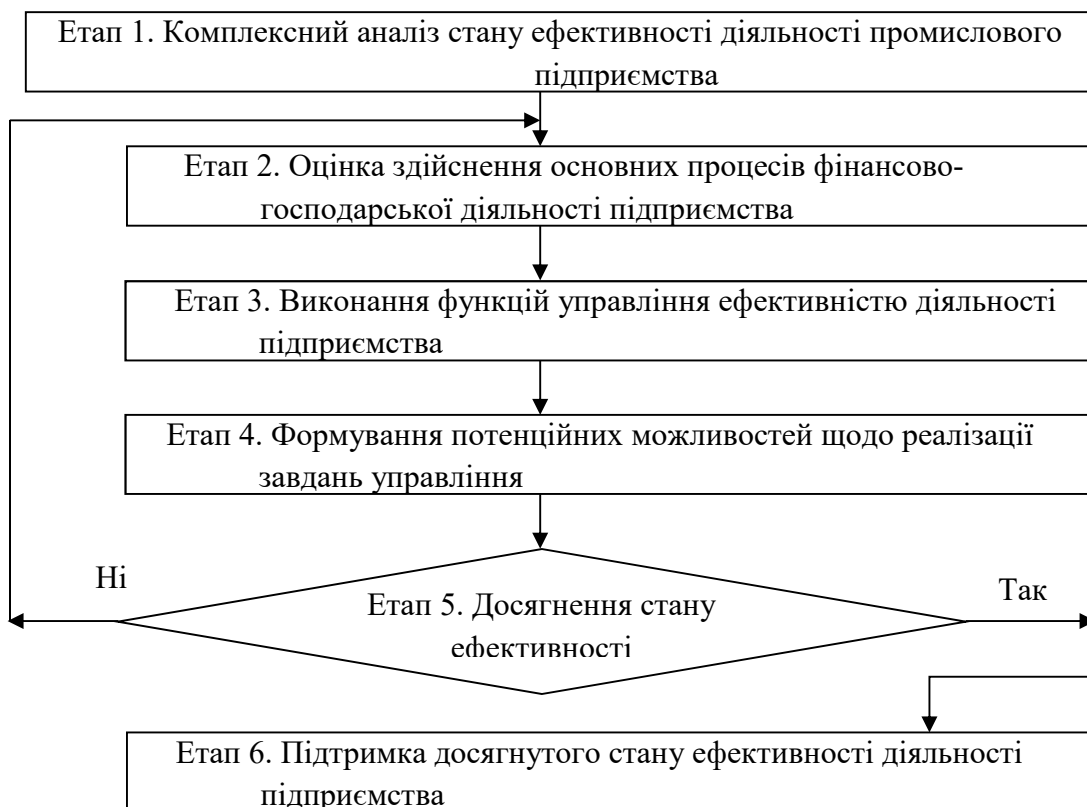 Етап 1. Комплексний аналіз стану ефективності діяльності промислового
підприємства
Етап 2. Оцінка здійснення основних процесів фінансово-
господарської діяльності підприємства
Етап 3. Виконання функцій управління ефективністю діяльності
підприємства
Етап 4. Формування потенційних можливостей щодо реалізації
завдань управління
Ні
Етап 5. Досягнення стану
ефективності
Так
Етап 6. Підтримка досягнутого стану ефективності діяльності
підприємства